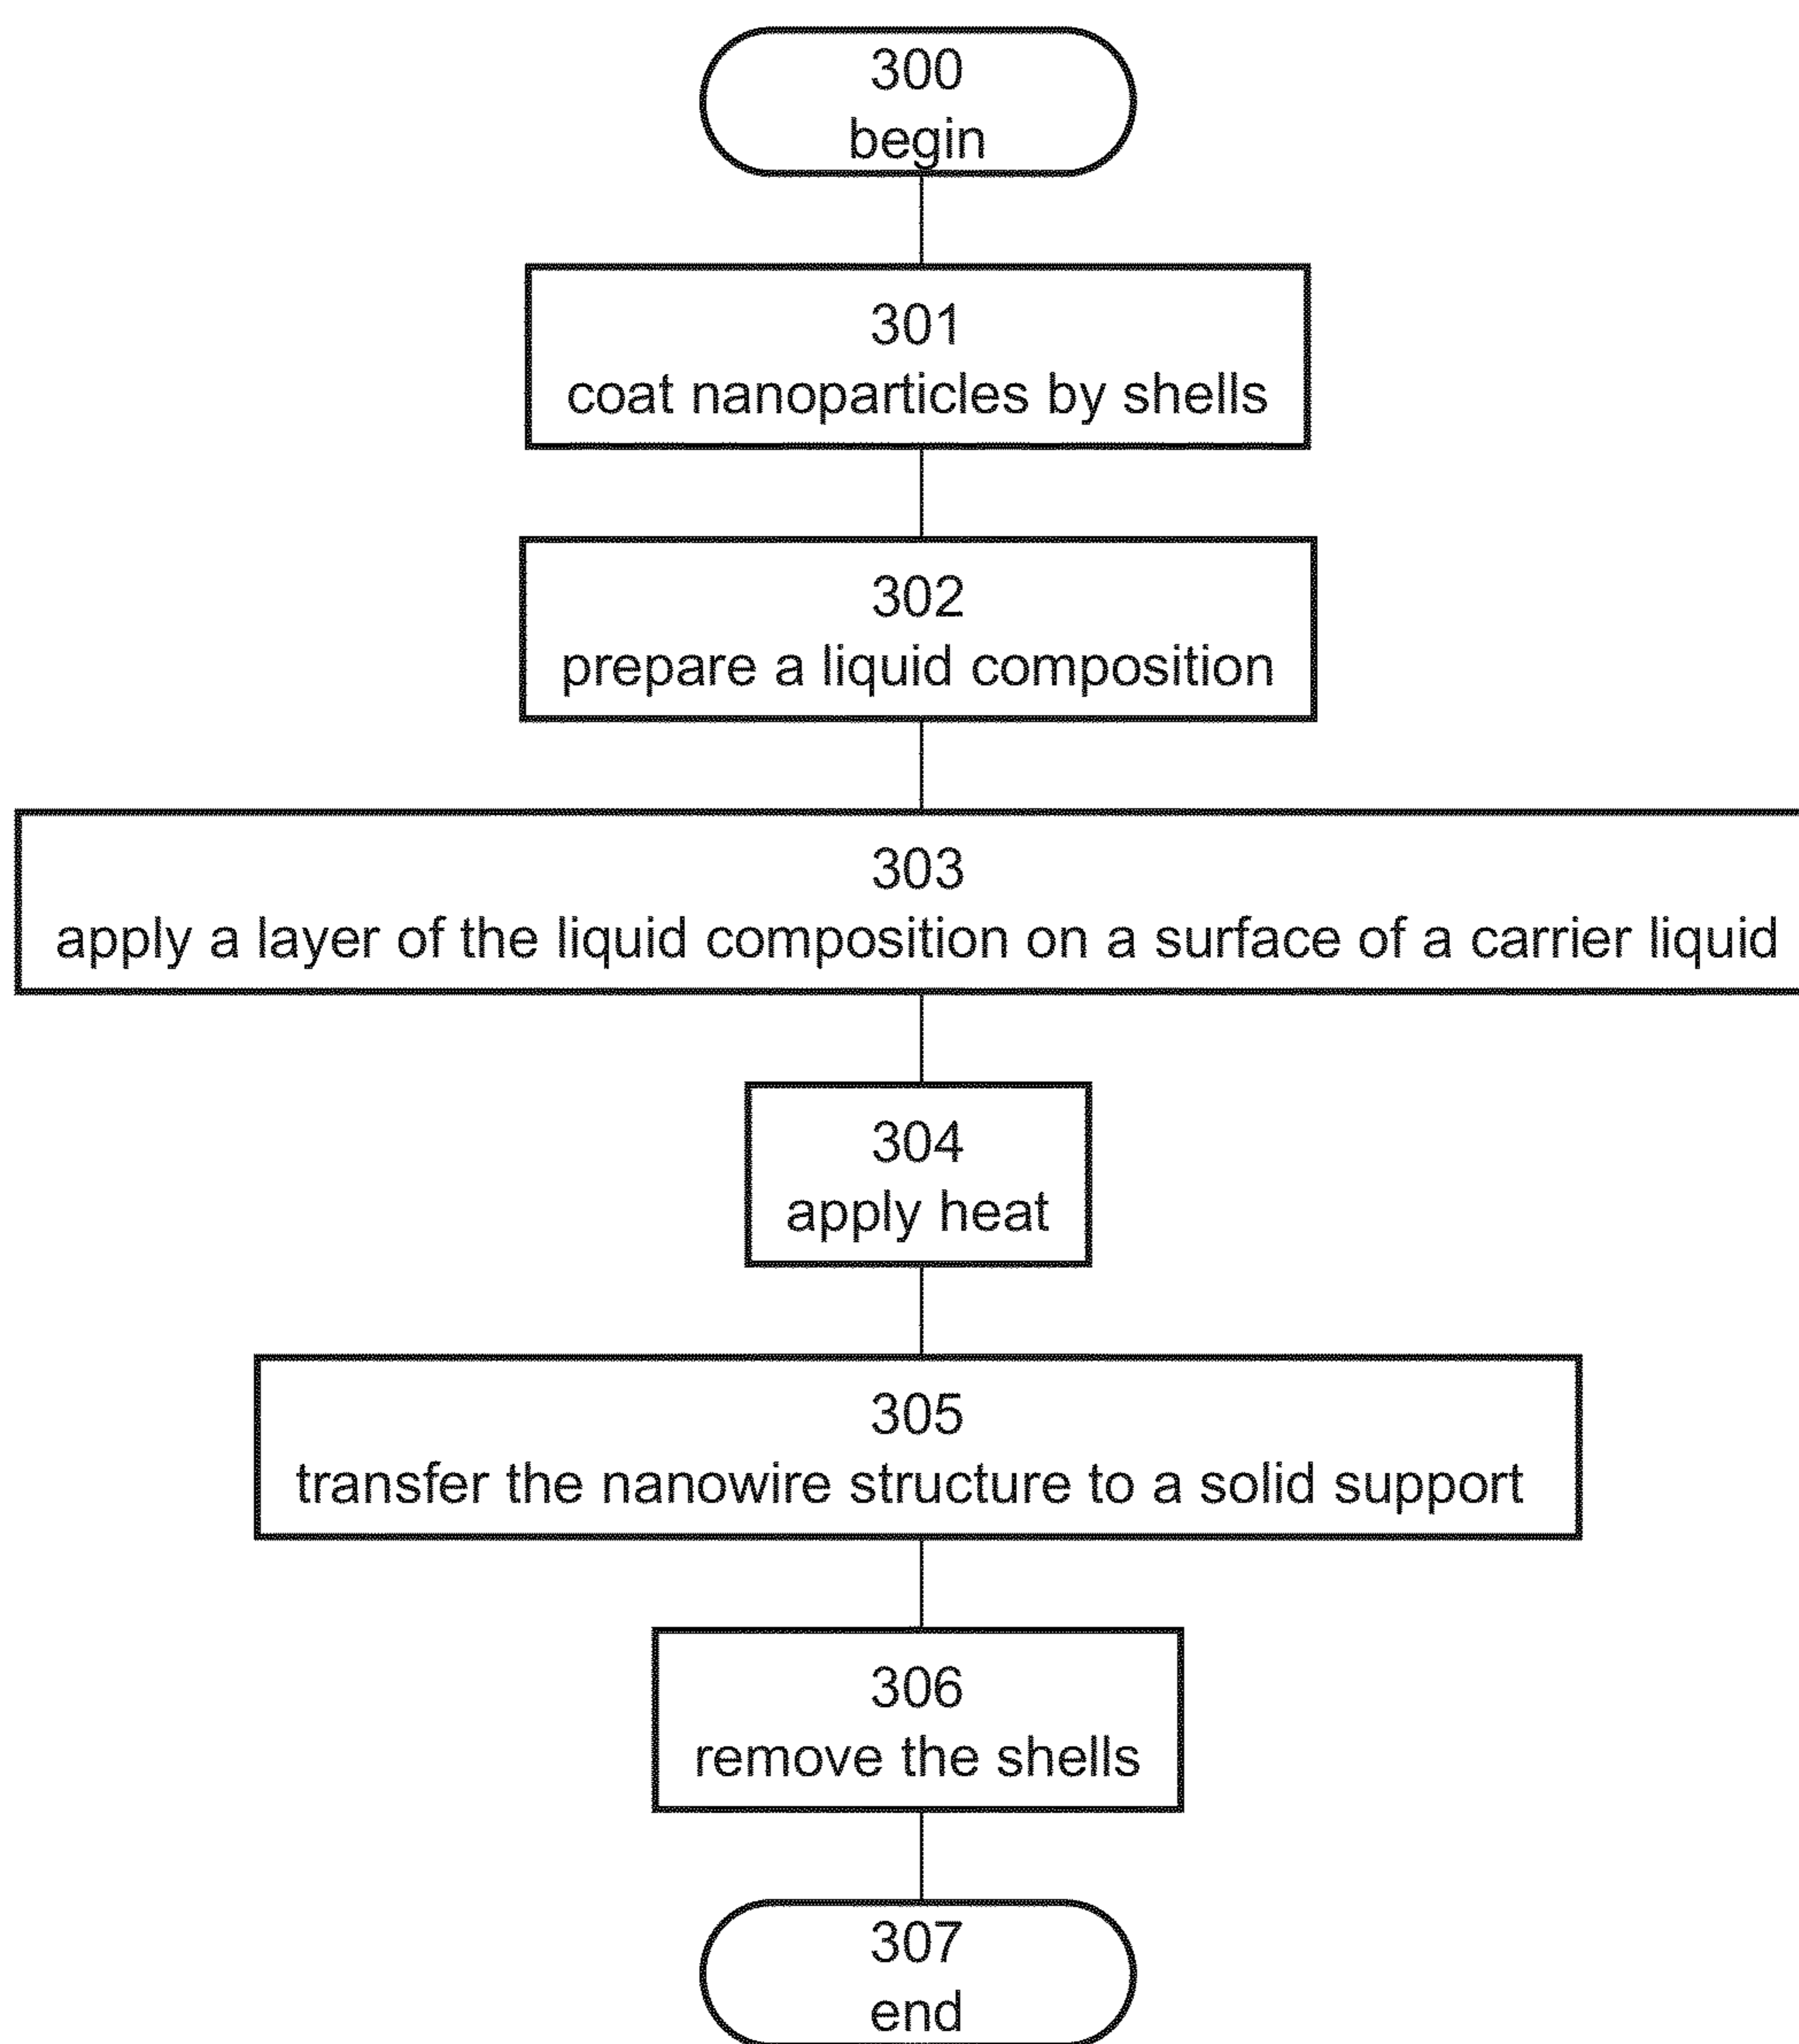 300
begin
301
coat nanoparticles by shells
302
prepare a liquid composition
303
apply a layer of the liquid composition on a surface of a carrier liquid
304
apply heat
305
transfer the nanowire structure to a solid support
306
remove the shells
307
end